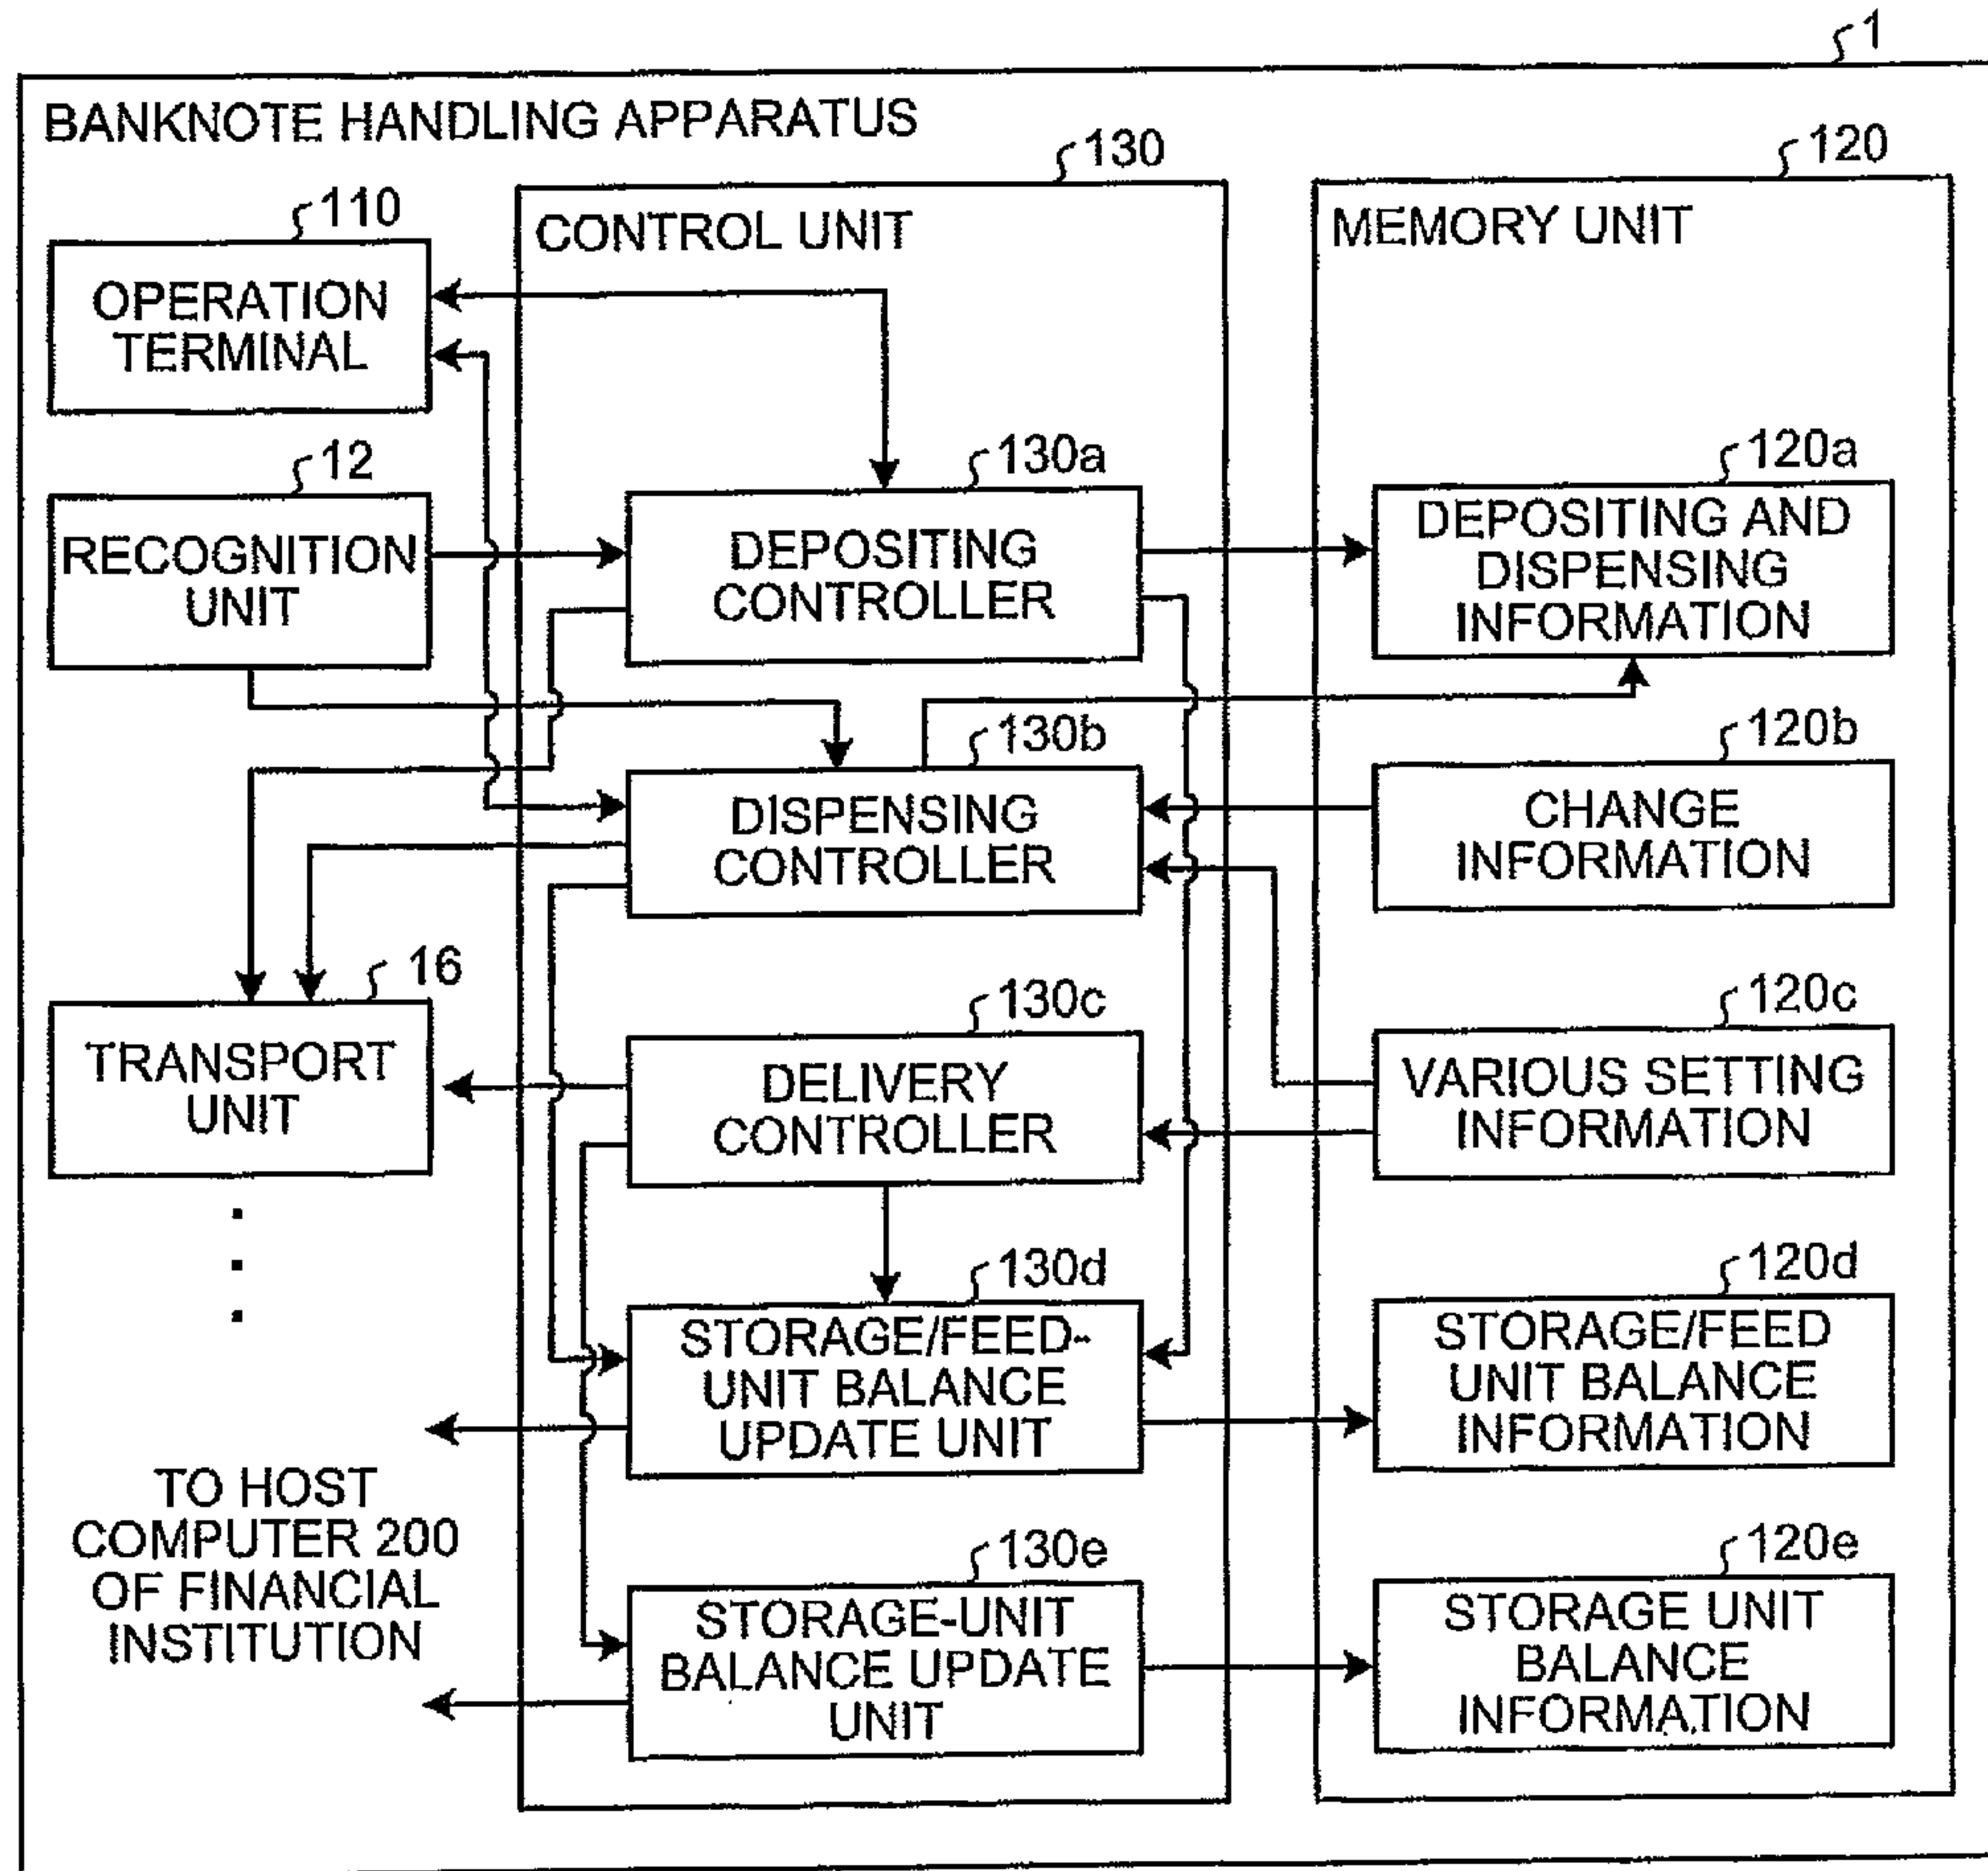 1
BANKNOTE HANDLING APPARATUS
130
120
110
CONTROL UNIT
MEMORY UNIT
OPERATION
TERMINAL
12
130a
120a
RECOGNITION
UNIT
DEPOSITING
CONTROLLER
DEPOSITING AND
DISPENSING
INFORMATION
130b
120b
DISPENSING
CONTROLLER
CHANGE
INFORMATION
16
130c
120c
TRANSPORT
UNIT
DELIVERY
CONTROLLER
VARIOUS SETTING
INFORMATION
130d
120d
STORAGE/FEED-
UNIT BALANCE
UPDATE UNIT
STORAGE/FEED
UNIT BALANCE
INFORMATION
TO HOST
COMPUTER 200
OF FINANCIAL
INSTITUTION
130e
120e
STORAGE-UNIT
BALANCE UPDATE
UNIT
STORAGE UNIT
BALANCE
INFORMATION